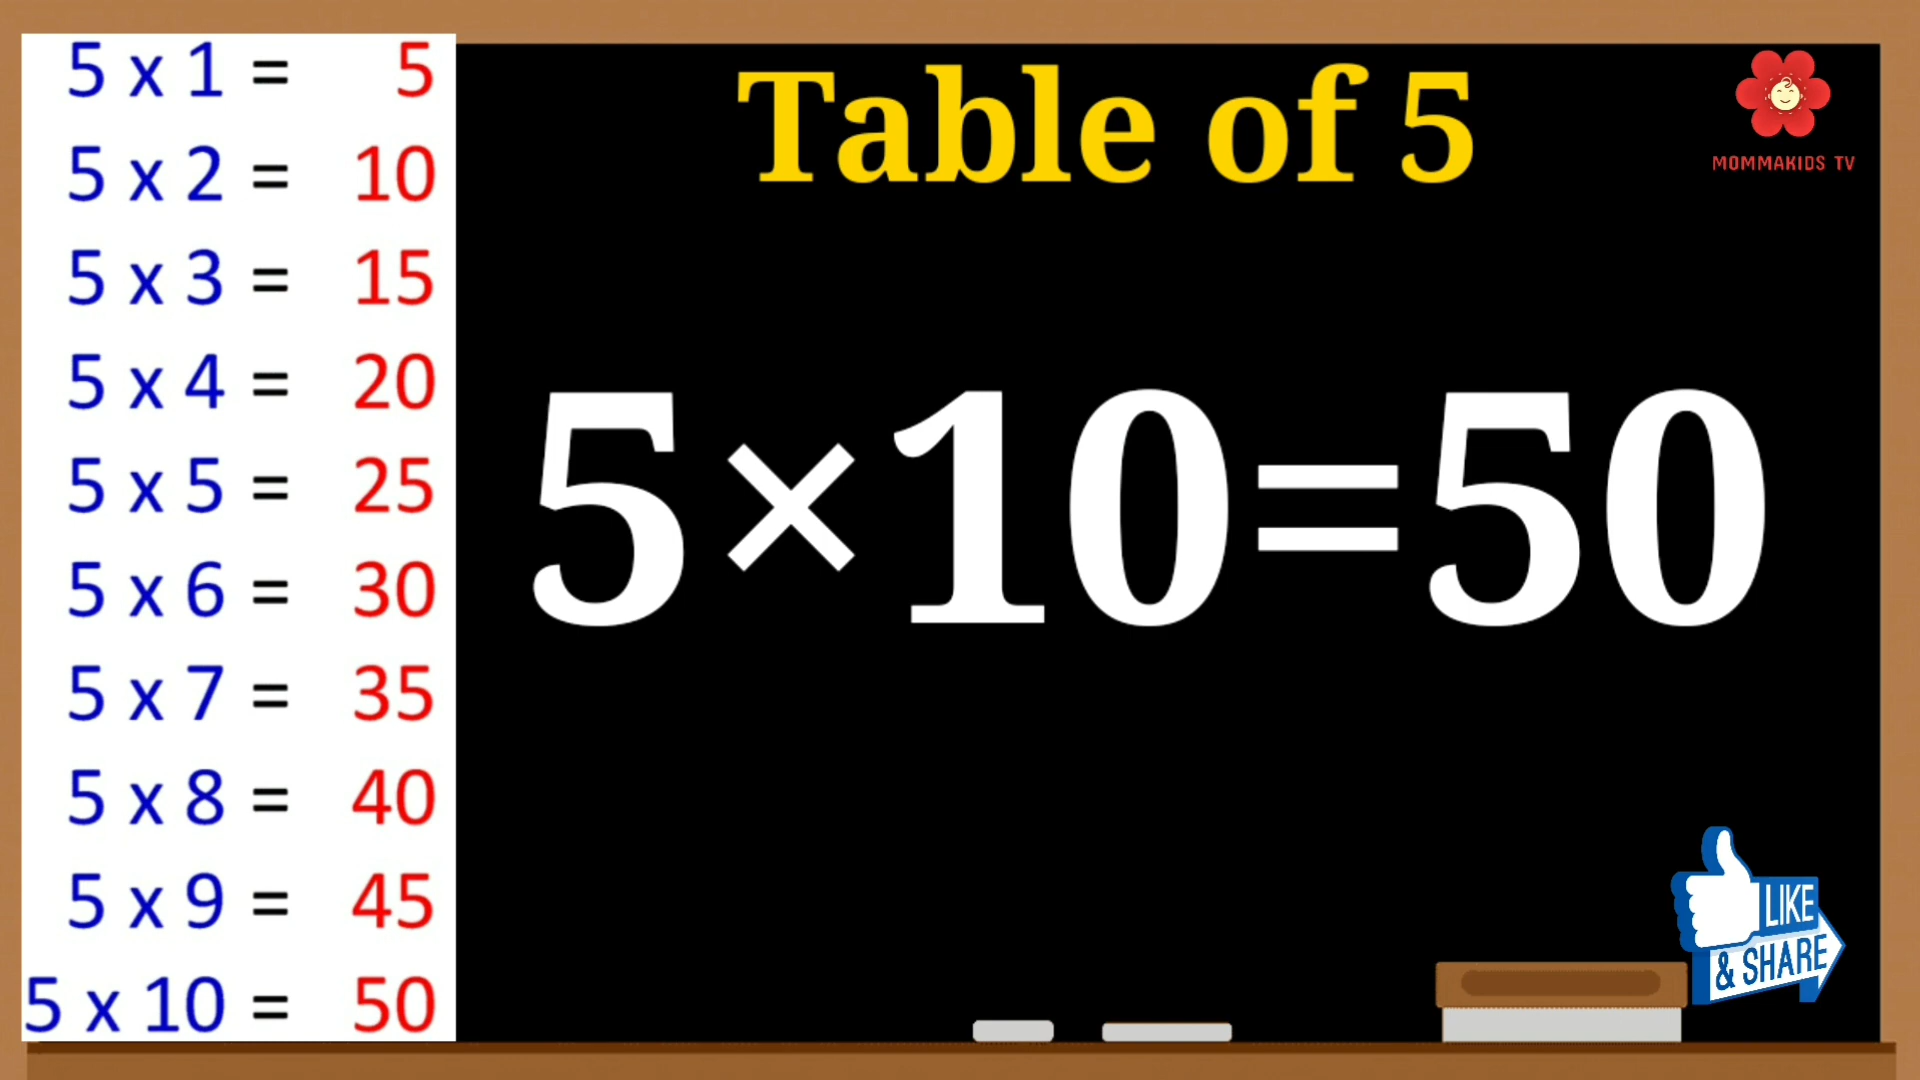 5 x 1 = 5
5 x 2 = 10
5 x 3 = 15
5 x 4 = 20
5 x 5 = 25
5 x 6 = 30
5 x 7 = 35
5 x 8 = 40
5 x 9 = 45
5 x 10 = 50
Table of 5
MOMMAKIDS TV
5×10=50
LIKE
& SHARE